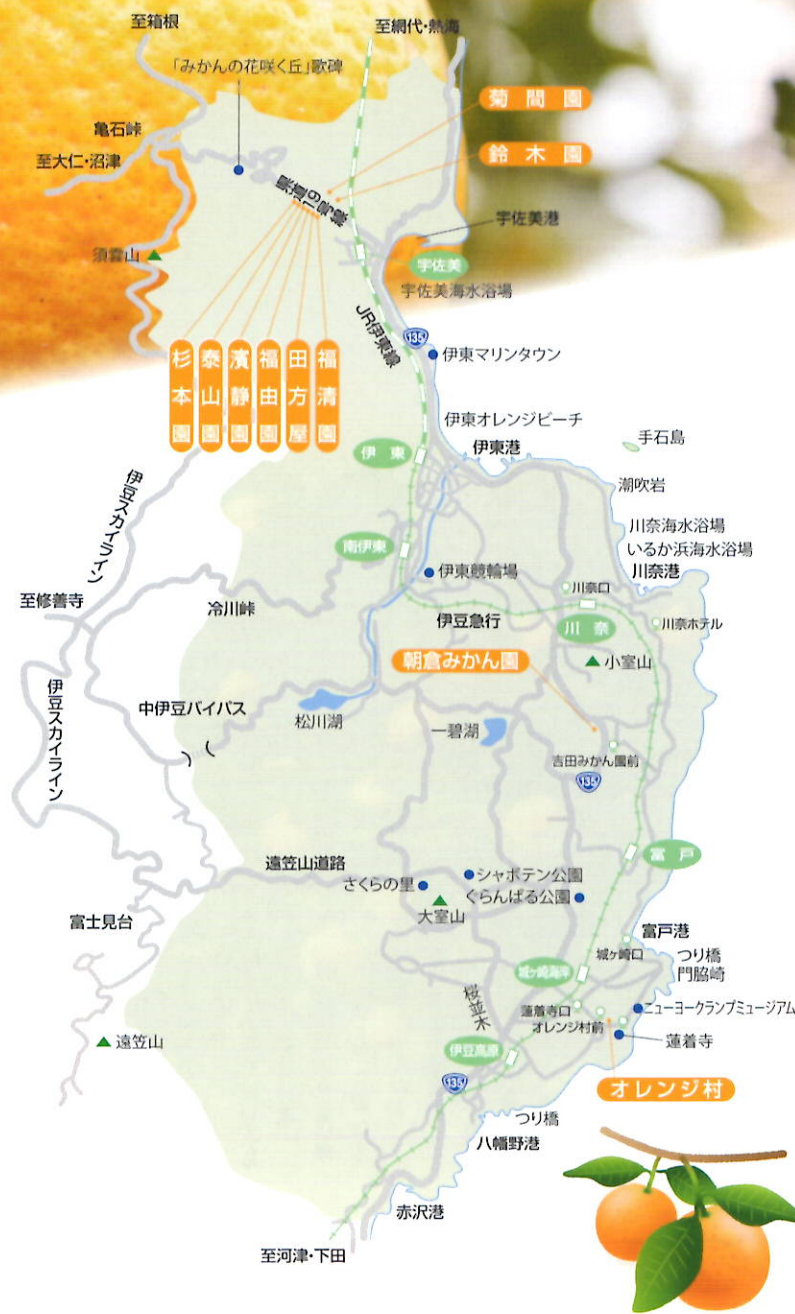 至箱根
至網代・熱海
「みかんの花咲く丘」歌碑
菊間園
亀石峠
鈴木園
至大仁・沼津
県道19号線
宇佐美港
須雲山
宇佐美
宇佐美海水浴場
JR伊東線
135
伊東マリンタウン
杉本園
泰山園
濱静園
福由園
田方屋
福清園
伊東オレンジビーチ
伊東港
手石島
伊東
潮吹岩
伊豆スカイライン
川奈海水浴場
いるか浜海水浴場
南伊東
川奈港
伊東競輪場
川奈口
至修善寺
冷川峠
伊豆急行
川奈
川奈ホテル
朝倉みかん園
小室山
伊豆スカイライン
中伊豆バイパス
松川湖
一碧湖
吉田みかん園前
135
富戸
遠笠山道路
さくらの里
シャボテン公園
ぐらんぱる公園
大室山
富士見台
富戸港
城ヶ崎口
つり橋
門脇崎
城ヶ崎海岸
桜並木
蓮着寺口
ニューヨークランプミュージアム
オレンジ村前
遠笠山
蓮着寺
伊豆高原
135
オレンジ村
つり橋
八幡野港
赤沢港
至河津・下田